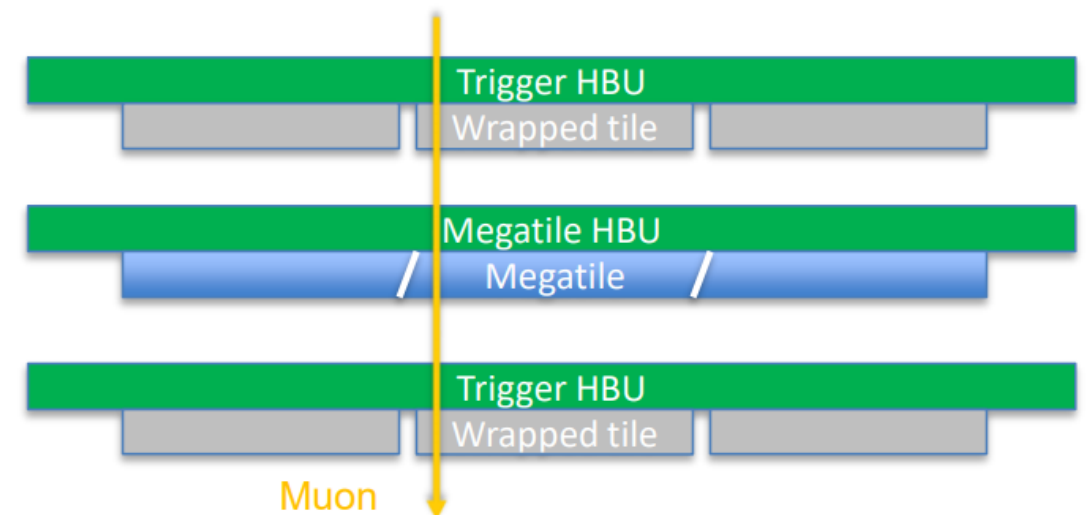 Trigger HBU
Wrapped tile
Megatile HBU
Megatile
Trigger HBU
Wrapped tile
Muon